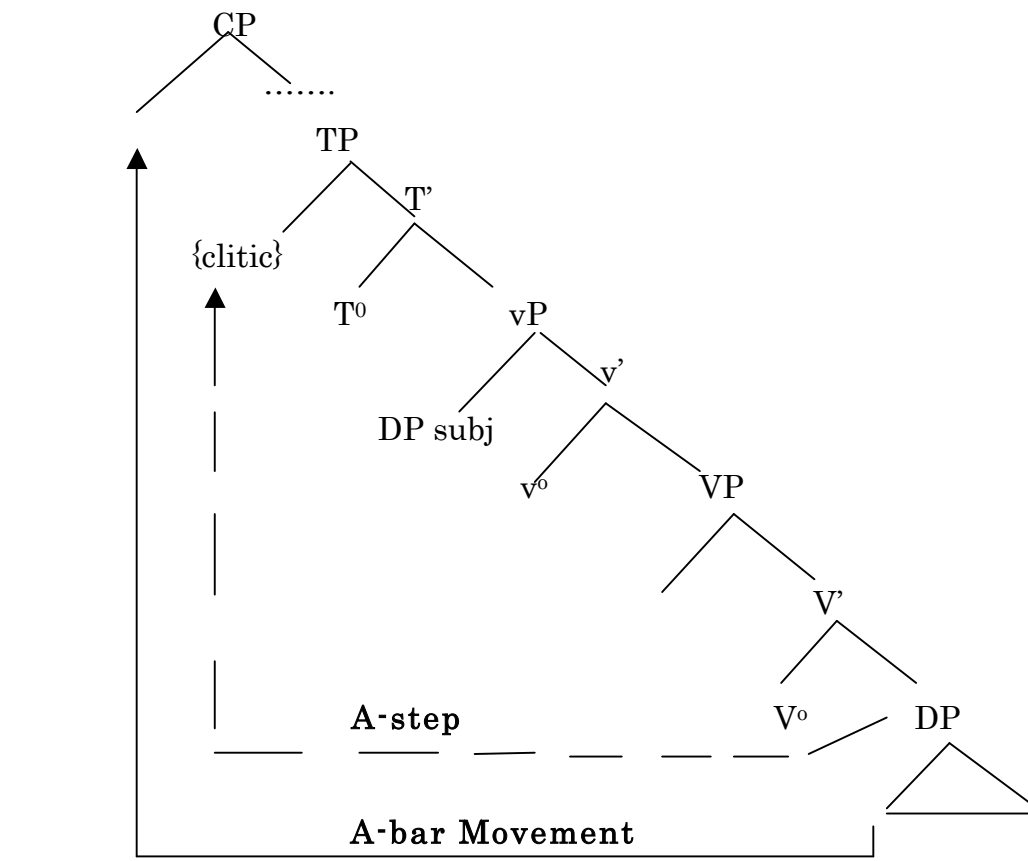 CP
.......
TP
T’
{clitic}
T⁰
vP
v’
DP subj
vº
VP
V’
A-step
Vº
DP
A-bar Movement